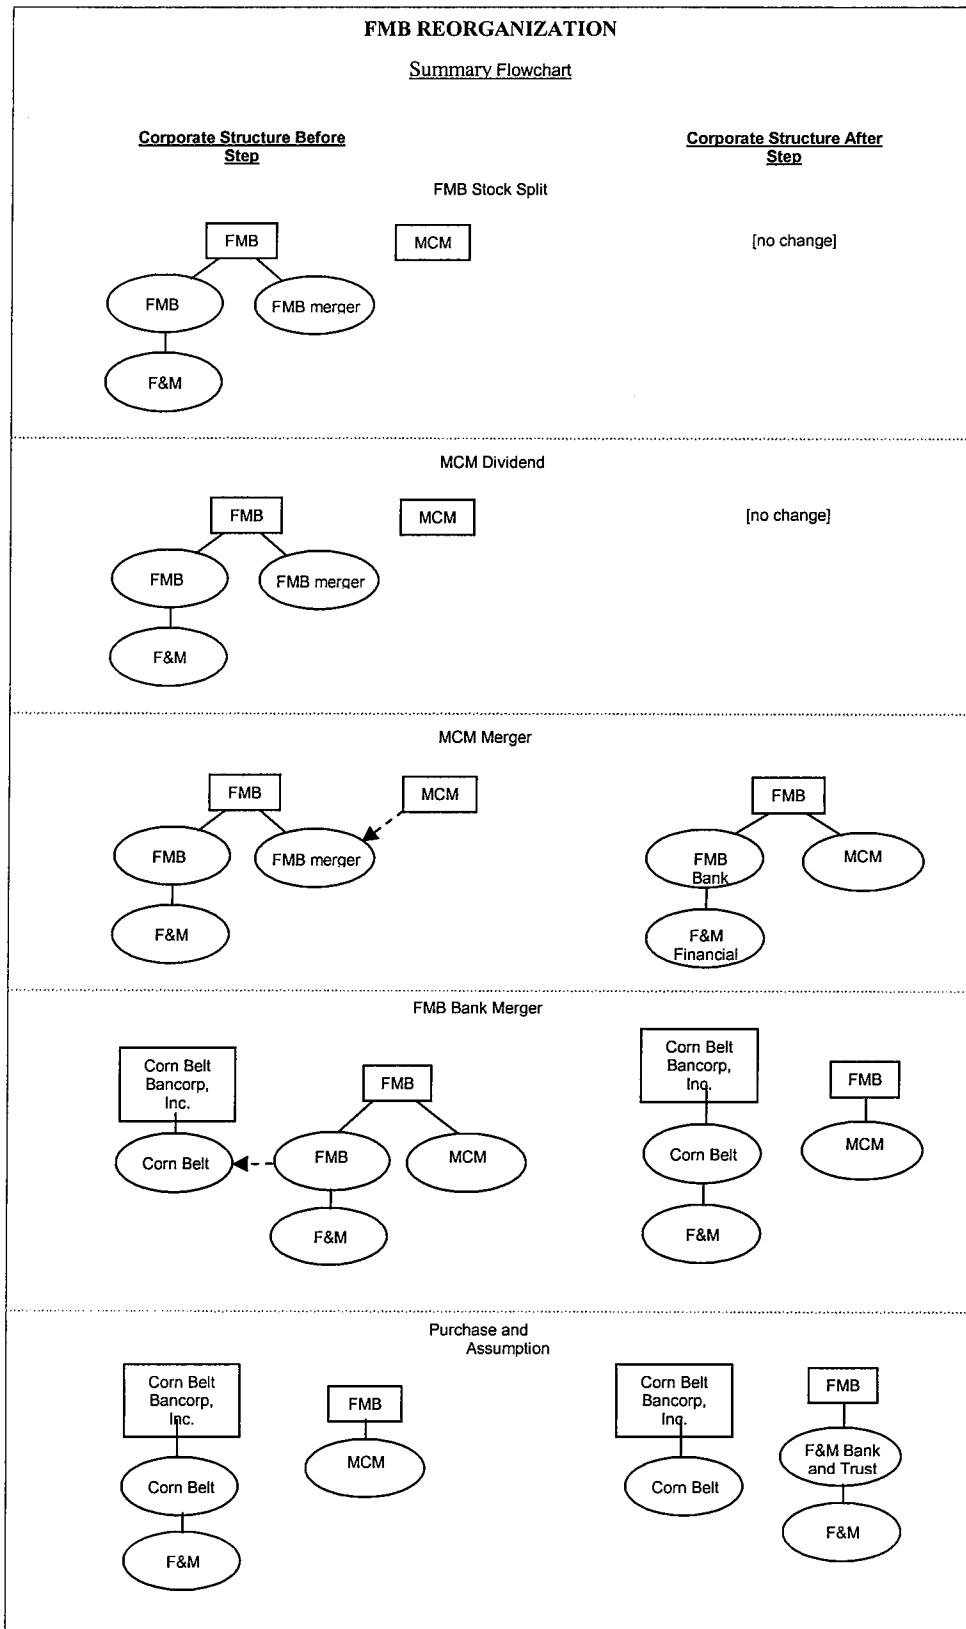 FMB REORGANIZATION
Summary Flowchart
Corporate Structure Before
Step
Corporate Structure After
Step
FMB Stock Split
FMB
MCM
[no change]
FMB
FMB merger
F&M
MCM Dividend
FMB
MCM
[no change]
FMB
FMB merger
F&M
MCM Merger
FMB
MCM
FMB
FMB merger
F&M
FMB
FMB
Bank
MCM
F&M
Financial
FMB Bank Merger
Corn Belt
Bancorp,
Inc.
FMB
Corn Belt
FMB
MCM
F&M
Corn Belt
Bancorp,
Inc.
FMB
Corn Belt
MCM
F&M
Purchase and
Assumption
Corn Belt
Bancorp,
Inc.
FMB
MCM
Corn Belt
F&M
Corn Belt
Bancorp,
Inc.
FMB
Corn Belt
F&M Bank
and Trust
F&M